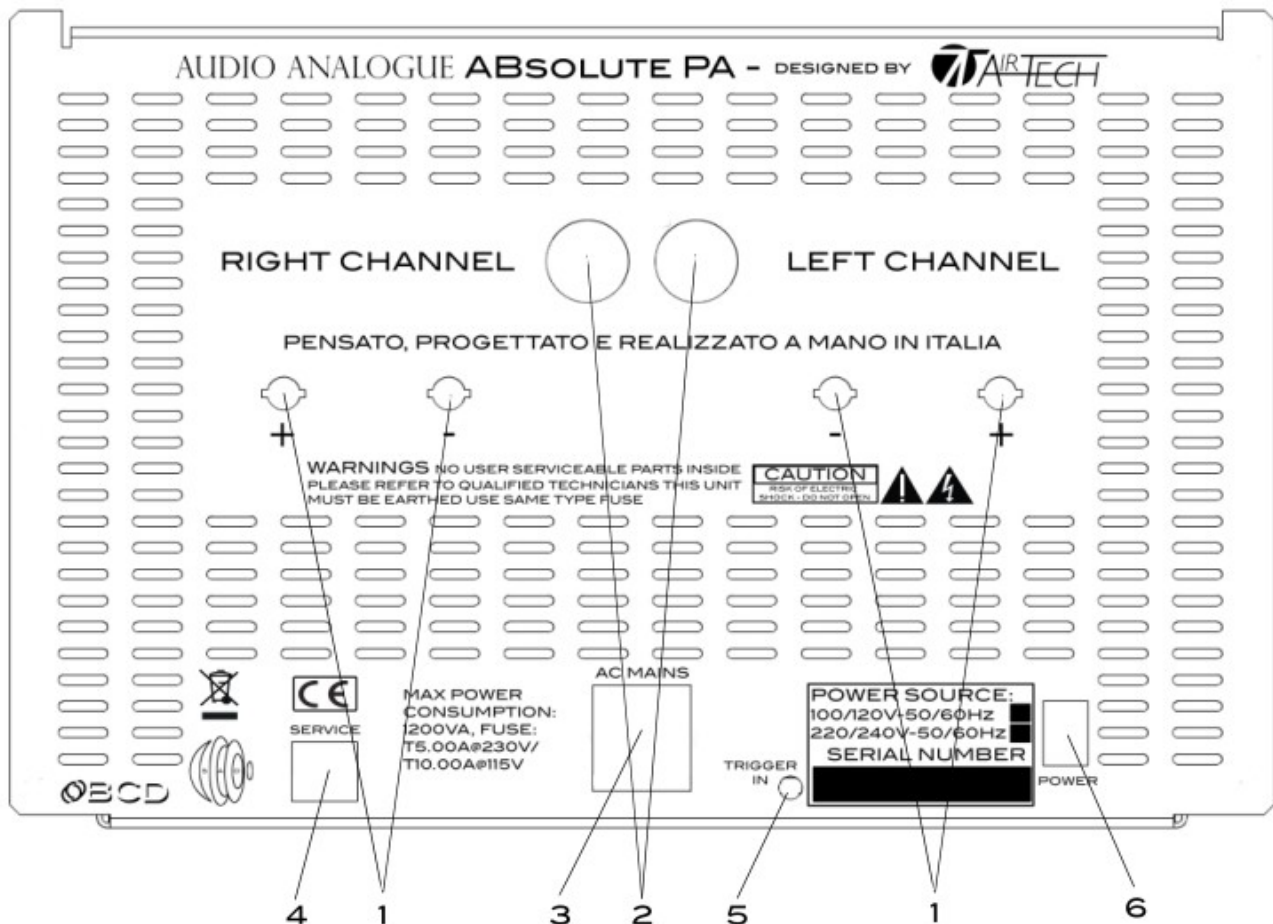 AUDIO ANALOGUE ABSOLUTE PA - DESIGNED BY AIRTECH
RIGHT CHANNEL
LEFT CHANNEL
PENSATO, PROGETTATO E REALIZZATO A MANO IN ITALIA
+
-
-
+
WARNINGS NO USER SERVICEABLE PARTS INSIDE
PLEASE REFER TO QUALIFIED TECHNICIANS THIS UNIT
MUST BE EARTHED USE SAME TYPE FUSE
CAUTION
RISK OF ELECTRIC
SHOCK - DO NOT OPEN
CE
SERVICE
MAX POWER
CONSUMPTION:
1200VA, FUSE:
T5.00A@230V/
T10.00A@115V
AC MAINS
TRIGGER
IN
POWER SOURCE:
100/120V~50/60Hz
220/240V~50/60Hz
SERIAL NUMBER
POWER
BCD
4
1
3
2
5
1
6